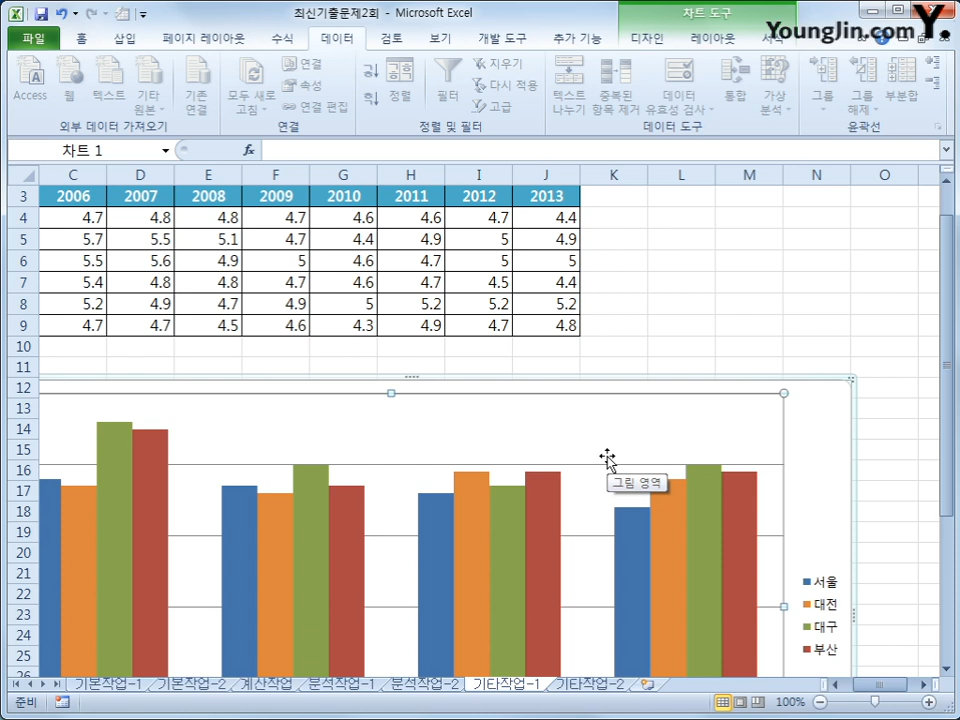 최신기출문제2회 - Microsoft Excel
차트 도구
Younglin.com Y.
파일 홈 삽입 페이지 레이아웃 수식 데이터 검토 보기 개발 도구 추가 기능 디자인 레이아웃 서식
Access 웹 텍스트 기타 원본 기존 연결
외부 데이터 가져오기
모두 새로 고침 연결 속성 연결 편집
연결
정렬 필터 지우기 다시 적용 고급
정렬 및 필터
텍스트 나누기 중복된 항목 제거 데이터 유효성 검사 통합 가상 분석
데이터 도구
그룹 그룹 해제 부분합
윤곽선
차트 1 fx
C D E F G H I J K L M N O
3 2006 2007 2008 2009 2010 2011 2012 2013
4 4.7 4.8 4.8 4.7 4.6 4.6 4.7 4.4
5 5.7 5.5 5.1 4.7 4.4 4.9 5 4.9
6 5.5 5.6 4.9 5 4.6 4.7 5 5
7 5.4 4.8 4.8 4.7 4.6 4.7 4.5 4.4
8 5.2 4.9 4.7 4.9 5 5.2 5.2 5.2
9 4.7 4.7 4.5 4.6 4.3 4.9 4.7 4.8
10
11
12
13
14
15
16
17
18
19
20
21
22
23
24
25
26
그림 영역
서울
대전
대구
부산
기본작업-1 기본작업-2 계산작업 분석작업-1 분석작업-2 기타작업-1 기타작업-2
준비 100%